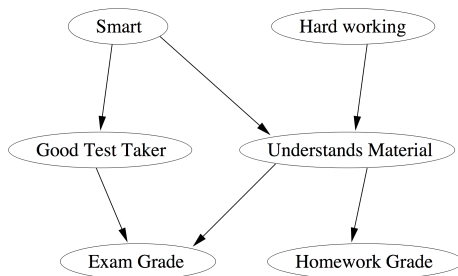 Smart
Hard working
Good Test Taker
Understands Material
Exam Grade
Homework Grade